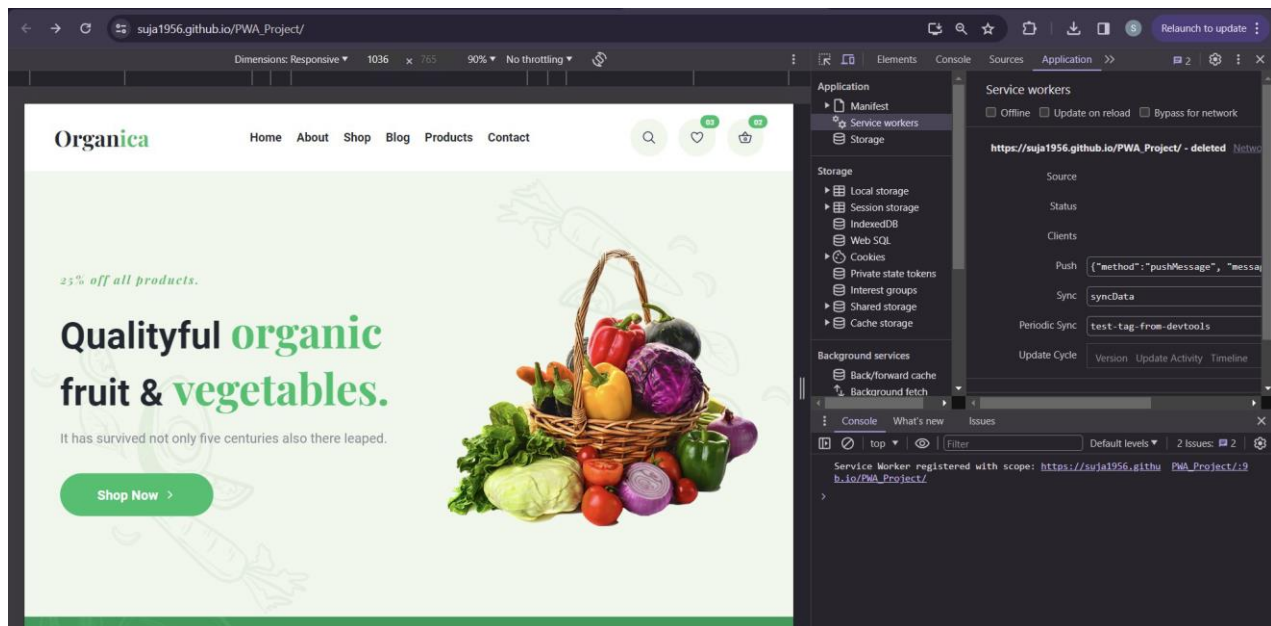 suja1956.github.io/PWA_Project/
S
Relaunch to update
Dimensions: Responsive 1036 x 765 90% No throttling
Elements Console Sources Application 2
Organica
Home About Shop Blog Products Contact
03
02
25% off all products.
Qualityful organic
fruit & vegetables.
It has survived not only five centuries also there leaped.
Shop Now
Application
Manifest
Service workers
Storage
Storage
Local storage
Session storage
IndexedDB
Web SQL
Cookies
Private state tokens
Interest groups
Shared storage
Cache storage
Background services
Back/forward cache
Background fetch
Service workers
Offline Update on reload Bypass for network
https://suja1956.github.io/PWA_Project/ - deleted Netwo
Source
Status
Clients
Push {"method":"pushMessage", "messa
Sync syncData
Periodic Sync test-tag-from-devtools
Update Cycle Version Update Activity Timeline
Console What's new Issues
top Filter Default levels 2 Issues: 2
Service Worker registered with scope: https://suja1956.githu PWA_Project/:9
b.io/PWA_Project/